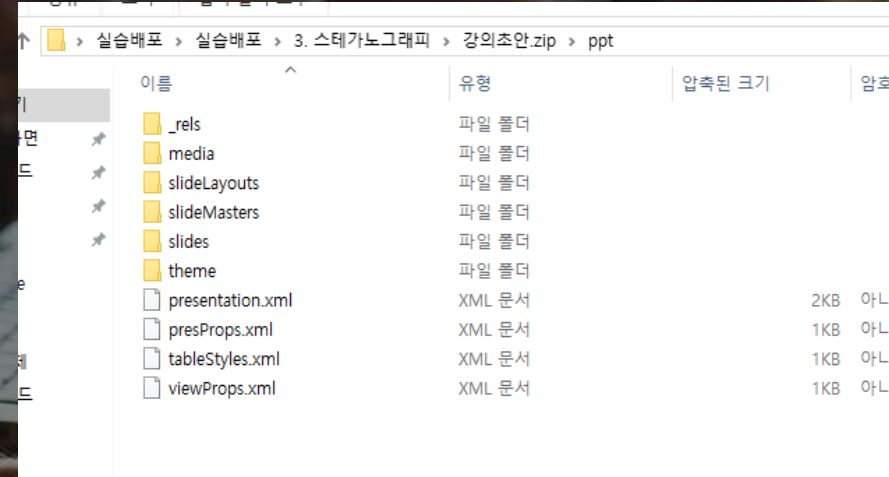 실습배포 > 실습배포 > 3. 스테가노그래피 > 강의초안.zip > ppt
이름 유형 압축된 크기
_rels 파일 폴더
media 파일 폴더
slideLayouts 파일 폴더
slideMasters 파일 폴더
slides 파일 폴더
theme 파일 폴더
presentation.xml XML 문서 2KB
presProps.xml XML 문서 1KB
tableStyles.xml XML 문서 1KB
viewProps.xml XML 문서 1KB